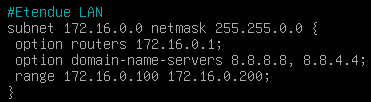 #Etendue LAN
subnet 172.16.0.0 netmask 255.255.0.0 {
option routers 172.16.0.1;
option domain-name-servers 8.8.8.8, 8.8.4.4;
range 172.16.0.100 172.16.0.200;
}